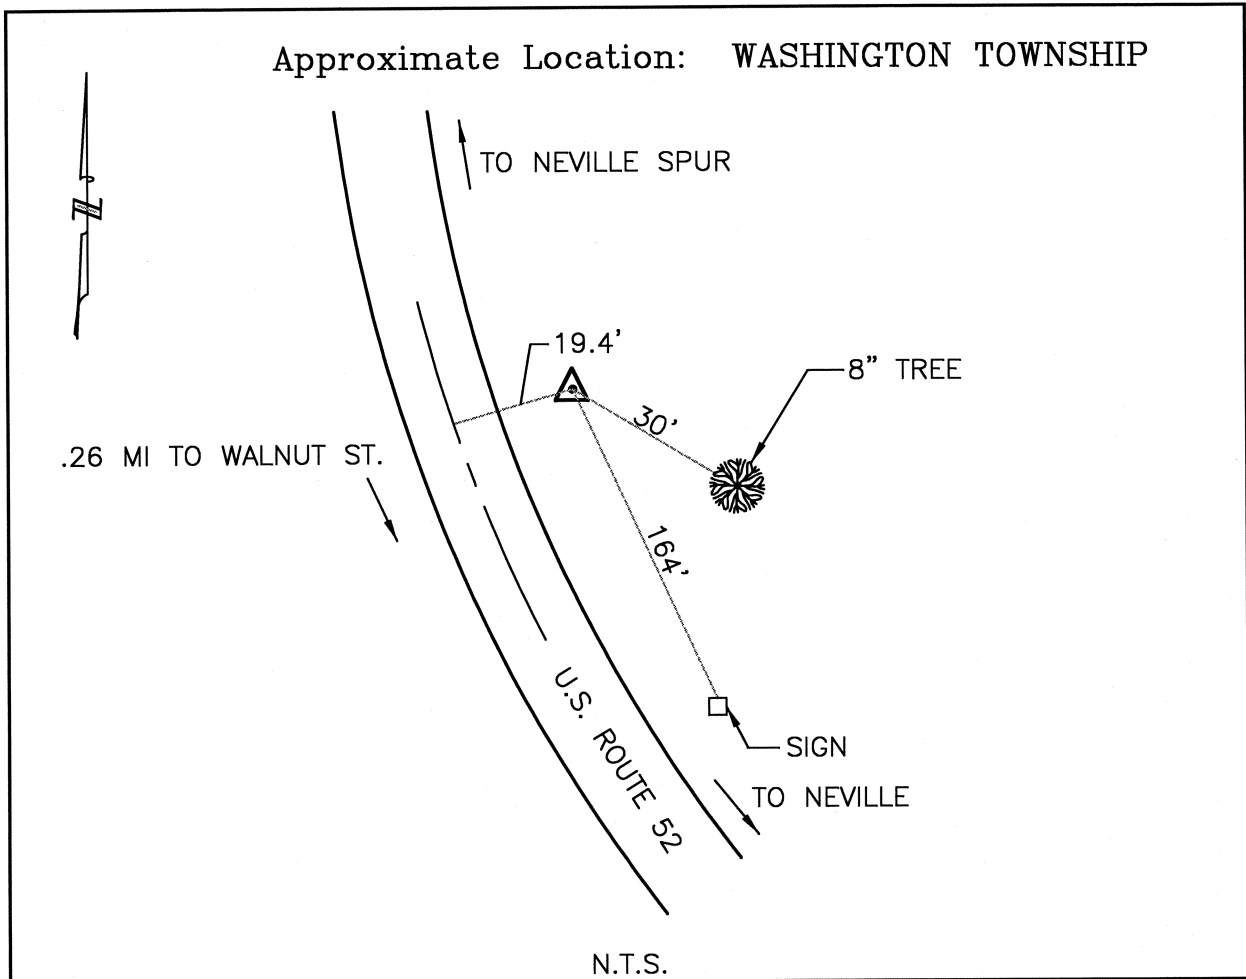 Approximate Location: WASHINGTON TOWNSHIP
TO NEVILLE SPUR
N
19.4'
8" TREE
30'
.26 MI TO WALNUT ST.
164'
U.S. ROUTE 52
SIGN
TO NEVILLE
N.T.S.